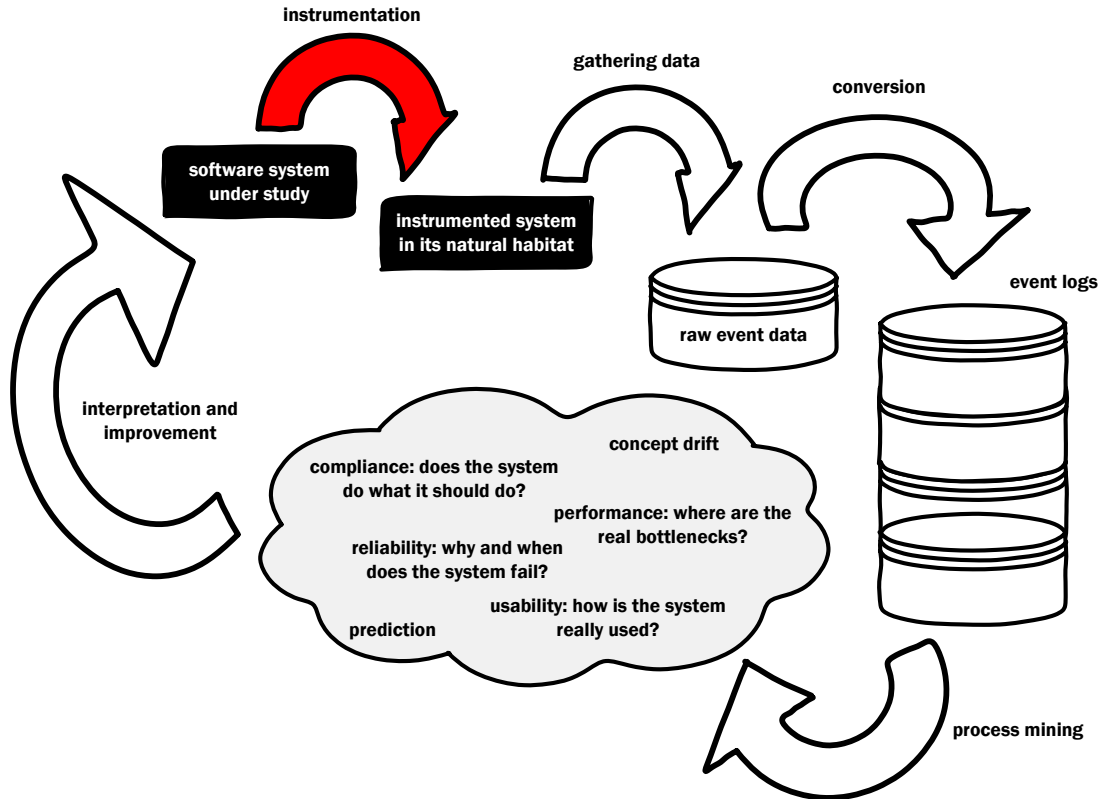 instrumentation
gathering data
conversion
software system
under study
instrumented system
in its natural habitat
event logs
raw event data
interpretation and
improvement
concept drift
compliance: does the system
do what it should do?
performance: where are the
real bottlenecks?
reliability: why and when
does the system fail?
usability: how is the system
really used?
prediction
process mining